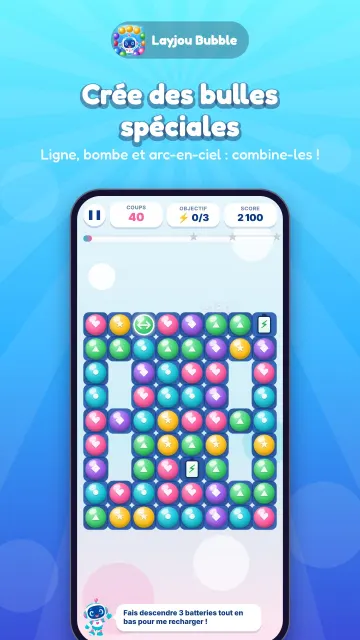 Layjou Bubble
Crée des bulles
spéciales
Ligne, bombe et arc-en-ciel : combine-les !
COUPS
40
OBJECTIF
⚡ 0/3
SCORE
2 100
Fais descendre 3 batteries tout en
bas pour me recharger !